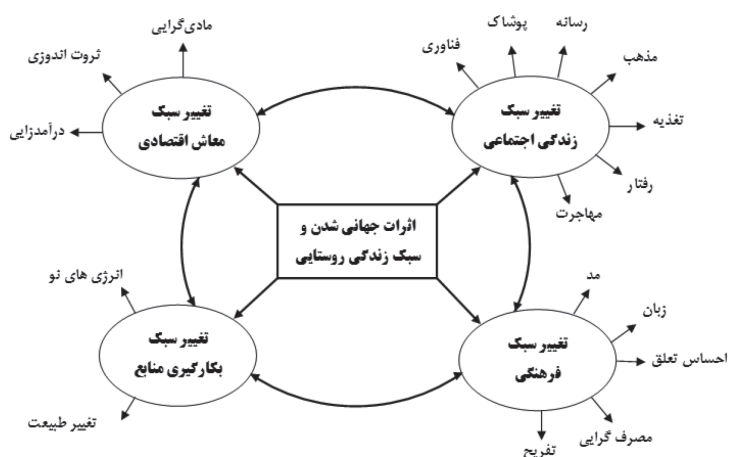 رسانه
پوشاک
فناوری
مذهب
تغذیه
رفتار
مهاجرت
تغییر سبک
زندگی اجتماعی
مادی‌گرایی
ثروت اندوزی
درآمدزایی
تغییر سبک
معاش اقتصادی
اثرات جهانی شدن و
سبک زندگی روستایی
مد
زبان
احساس تعلق
مصرف گرایی
تفریح
تغییر سبک
فرهنگی
انرژی های نو
تغییر سبک
بکارگیری منابع
تغییر طبیعت